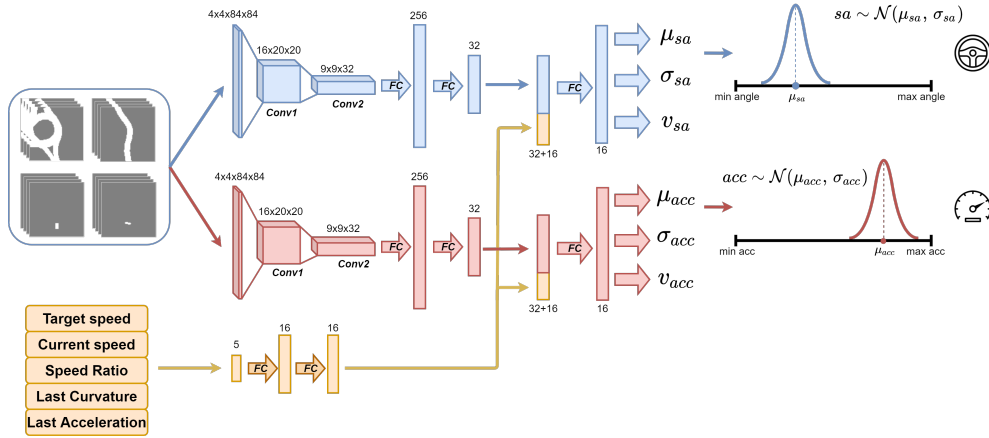 4x4x84x84
16x20x20
9x9x32
Conv1
Conv2
FC
256
FC
32
32+16
FC
16
μsa
σsa
vsa
sa ∼ N(μsa, σsa)
min angle
μsa
max angle
4x4x84x84
16x20x20
9x9x32
Conv1
Conv2
FC
256
FC
32
32+16
FC
16
μacc
σacc
vacc
acc ∼ N(μacc, σacc)
min acc
μacc
max acc
Target speed
Current speed
Speed Ratio
Last Curvature
Last Acceleration
5
FC
16
FC
16